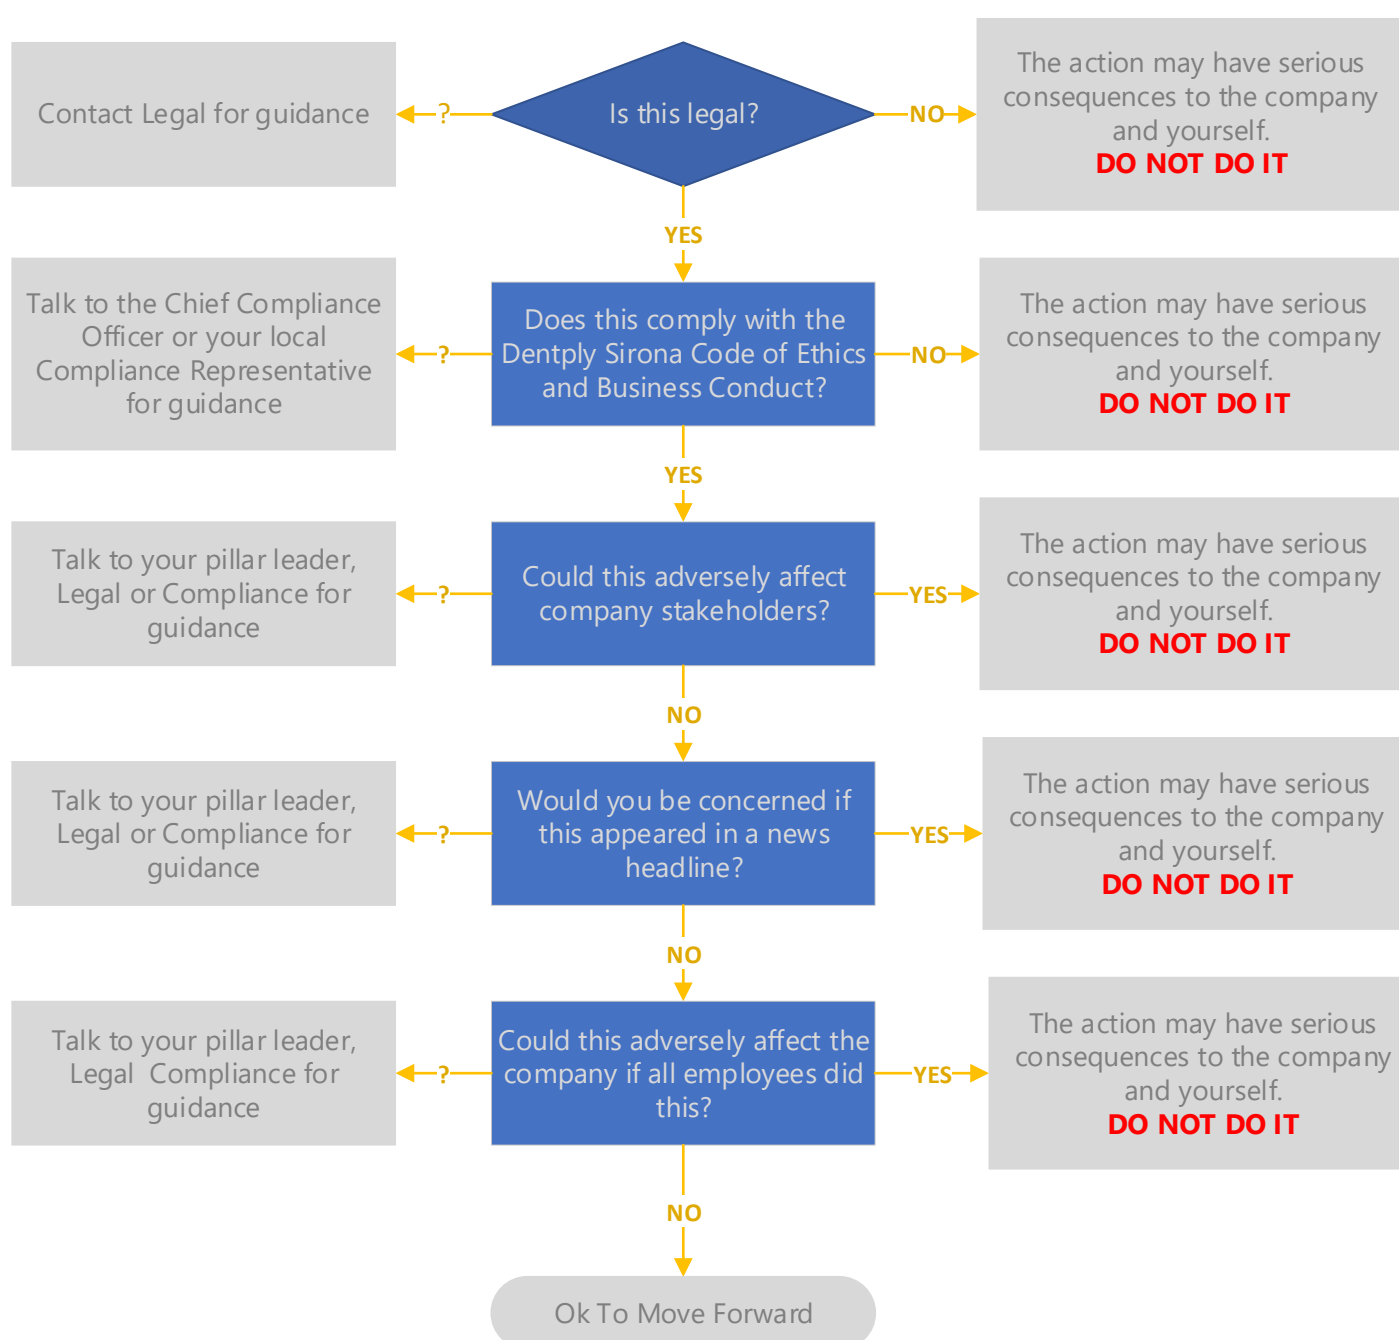 Contact Legal for guidance
?
Is this legal?
NO
The action may have serious
consequences to the company
and yourself.
DO NOT DO IT
YES
Talk to the Chief Compliance
Officer or your local
Compliance Representative
for guidance
?
Does this comply with the
Dentply Sirona Code of Ethics
and Business Conduct?
NO
The action may have serious
consequences to the company
and yourself.
DO NOT DO IT
YES
Talk to your pillar leader,
Legal or Compliance for
guidance
?
Could this adversely affect
company stakeholders?
YES
The action may have serious
consequences to the company
and yourself.
DO NOT DO IT
NO
Talk to your pillar leader,
Legal or Compliance for
guidance
?
Would you be concerned if
this appeared in a news
headline?
YES
The action may have serious
consequences to the company
and yourself.
DO NOT DO IT
NO
Talk to your pillar leader,
Legal  Compliance for
guidance
?
Could this adversely affect the
company if all employees did
this?
YES
The action may have serious
consequences to the company
and yourself.
DO NOT DO IT
NO
Ok To Move Forward